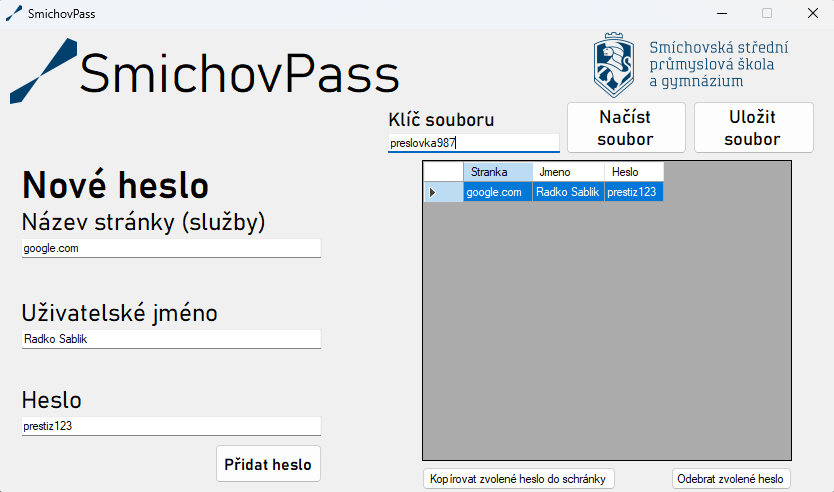 SmichovPass
SmichovPass
Smíchovská střední
průmyslová škola
a gymnázium
Klíč souboru
preslovka987
Načíst
soubor
Uložit
soubor
Nové heslo
Název stránky (služby)
google.com
Uživatelské jméno
Radko Sablik
Heslo
prestiz123
Přidat heslo
Stranka Jmeno Heslo
google.com Radko Sablik prestiz123
Kopírovat zvolené heslo do schránky
Odebrat zvolené heslo